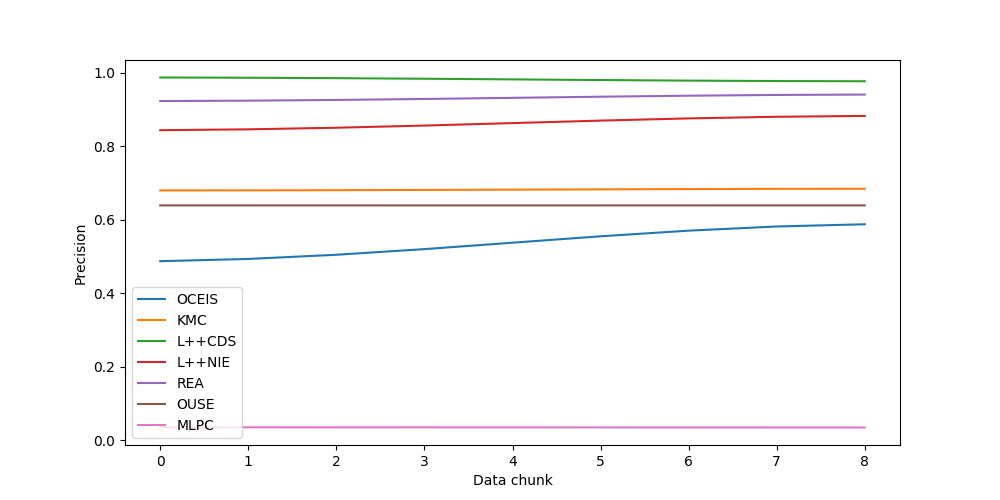 1.0
0.8
0.6
0.4
0.2
0.0
Precision
OCEIS
KMC
L++CDS
L++NIE
REA
OUSE
MLPC
0 1 2 3 4 5 6 7 8
Data chunk